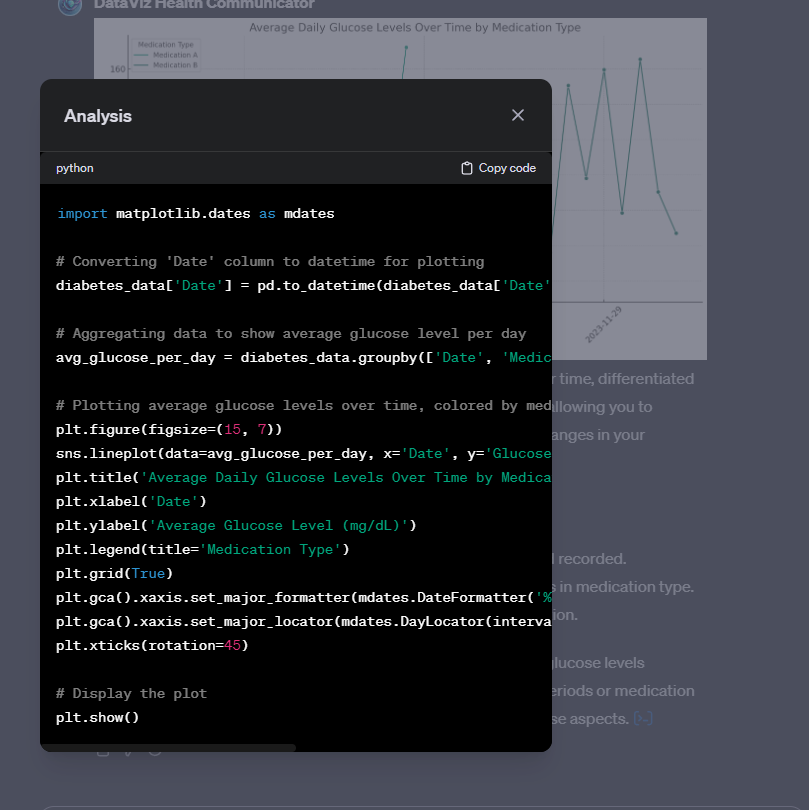 DataViz Health Communicator
Average Daily Glucose Levels Over Time by Medication Type
Medication Type
Medication A
Medication B
160
Analysis
python
Copy code
import matplotlib.dates as mdates
# Converting 'Date' column to datetime for plotting
diabetes_data['Date'] = pd.to_datetime(diabetes_data['Date'
# Aggregating data to show average glucose level per day
avg_glucose_per_day = diabetes_data.groupby(['Date', 'Medic
# Plotting average glucose levels over time, colored by med
plt.figure(figsize=(15, 7))
sns.lineplot(data=avg_glucose_per_day, x='Date', y='Glucose
plt.title('Average Daily Glucose Levels Over Time by Medica
plt.xlabel('Date')
plt.ylabel('Average Glucose Level (mg/dL)')
plt.legend(title='Medication Type')
plt.grid(True)
plt.gca().xaxis.set_major_formatter(mdates.DateFormatter('%
plt.gca().xaxis.set_major_locator(mdates.DayLocator(interva
plt.xticks(rotation=45)
# Display the plot
plt.show()
2023-11-29
r time, differentiated
llowing you to
anges in your
recorded.
s in medication type.
ion.
glucose levels
eriods or medication
se aspects. [>-]